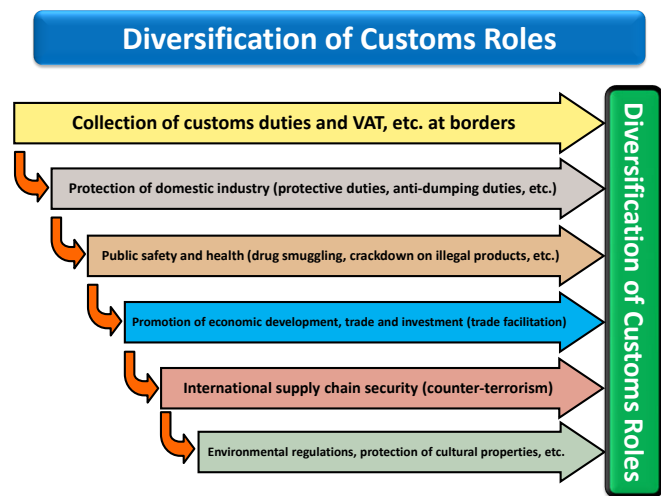 Diversification of Customs Roles
Collection of customs duties and VAT, etc. at borders
Protection of domestic industry (protective duties, anti-dumping duties, etc.)
Public safety and health (drug smuggling, crackdown on illegal products, etc.)
Promotion of economic development, trade and investment (trade facilitation)
International supply chain security (counter-terrorism)
Environmental regulations, protection of cultural properties, etc.
Diversification of Customs Roles